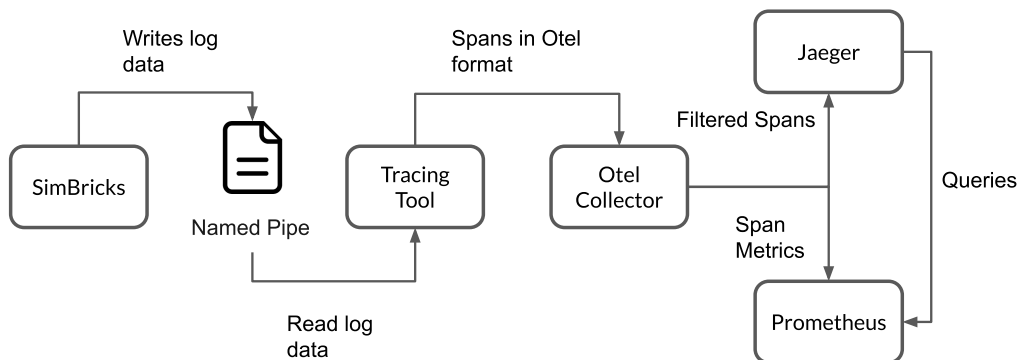 Writes log
data
Spans in Otel
format
Jaeger
Filtered Spans
SimBricks
Tracing
Tool
Otel
Collector
Queries
Named Pipe
Span
Metrics
Read log
data
Prometheus